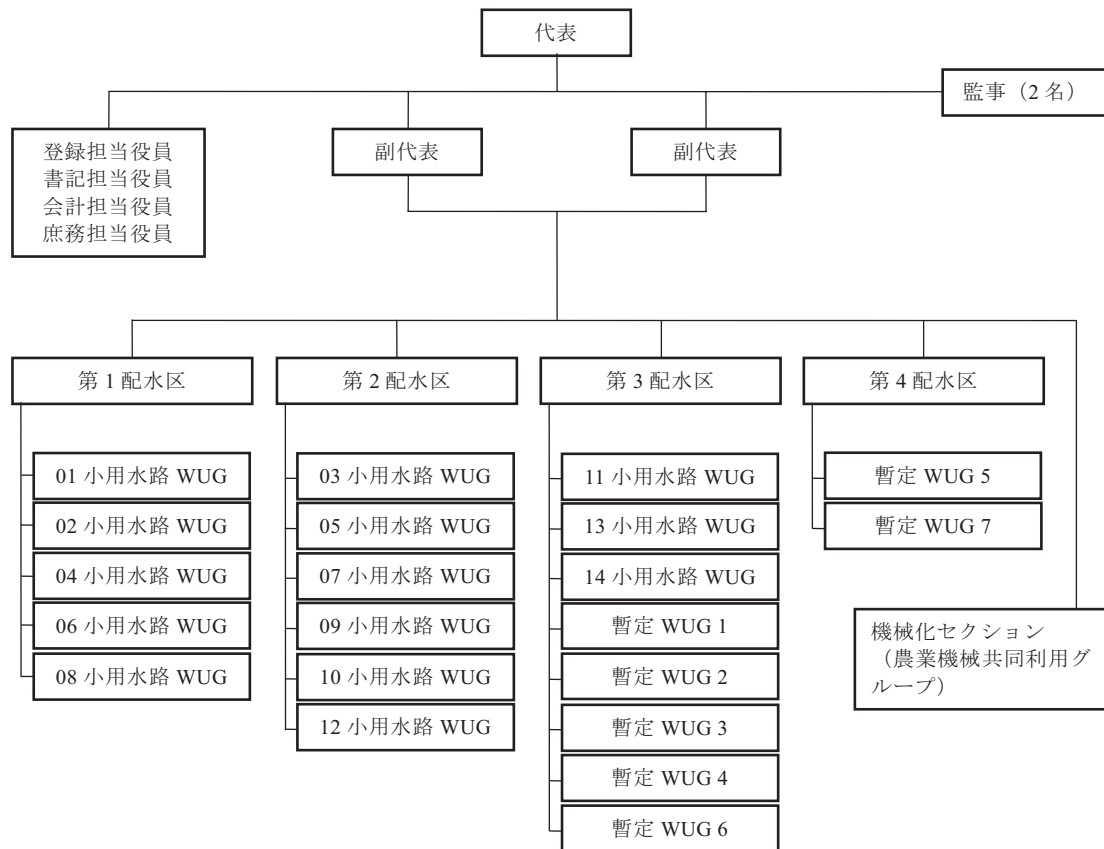 代表
監事（2 名）
登録担当役員
書記担当役員
会計担当役員
庶務担当役員
副代表
副代表
第 1 配水区
第 2 配水区
第 3 配水区
第 4 配水区
01 小用水路 WUG
02 小用水路 WUG
04 小用水路 WUG
06 小用水路 WUG
08 小用水路 WUG
03 小用水路 WUG
05 小用水路 WUG
07 小用水路 WUG
09 小用水路 WUG
10 小用水路 WUG
12 小用水路 WUG
11 小用水路 WUG
13 小用水路 WUG
14 小用水路 WUG
暫定 WUG 1
暫定 WUG 2
暫定 WUG 3
暫定 WUG 4
暫定 WUG 6
暫定 WUG 5
暫定 WUG 7
機械化セクション
（農業機械共同利用グ
ループ）